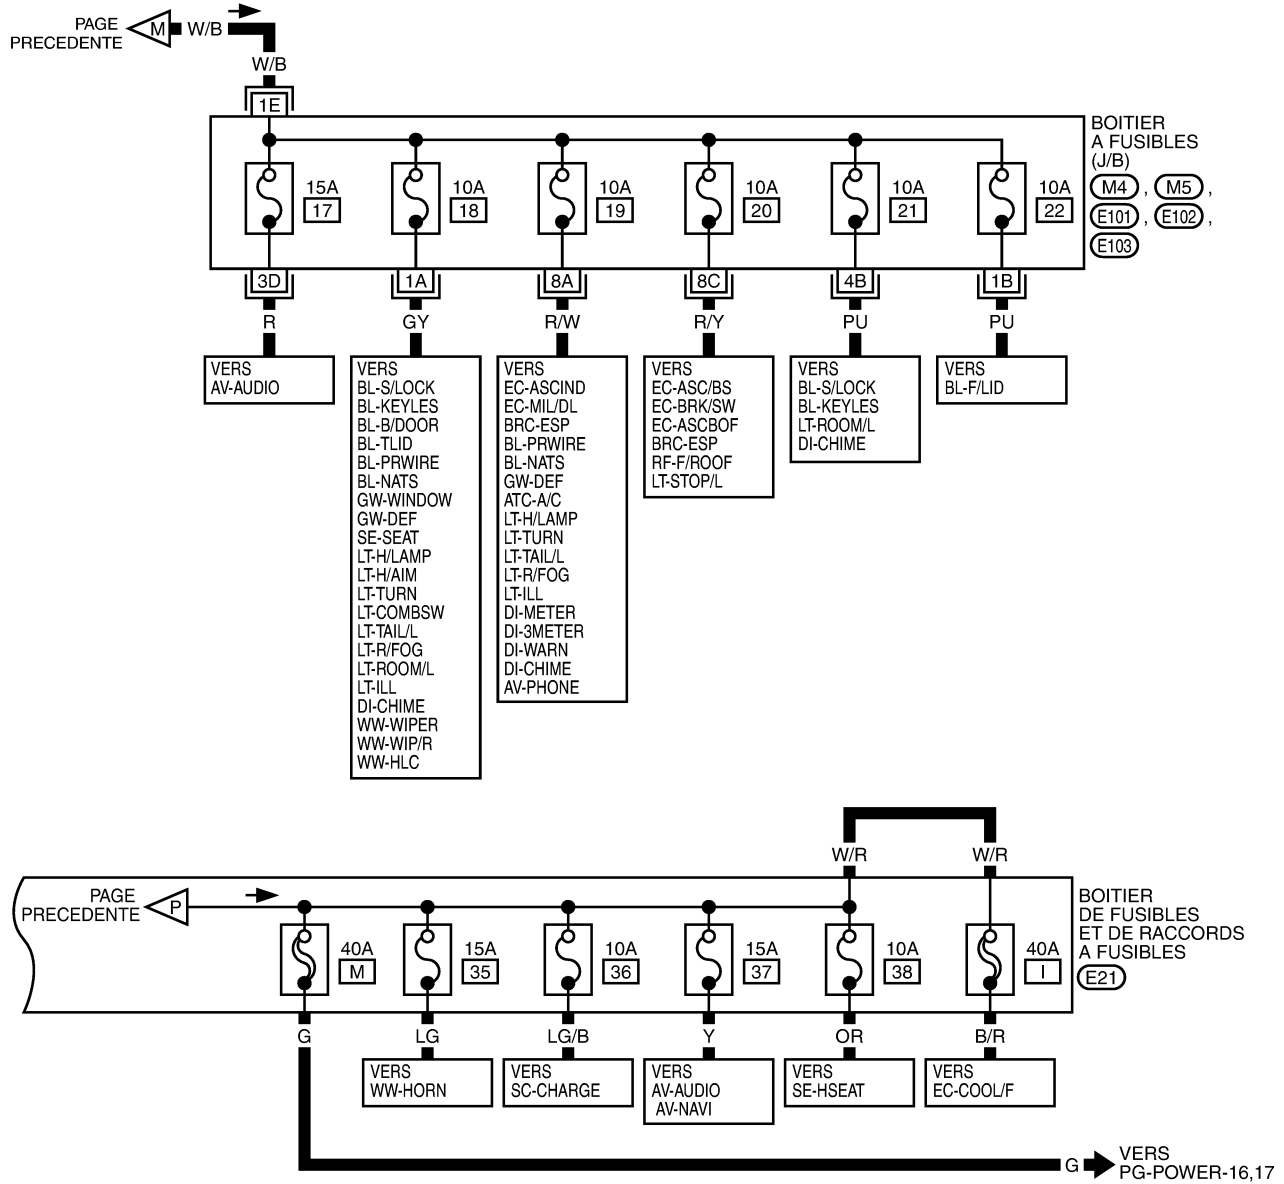 PAGE
PRECEDENTE
M
W/B
W/B
1E
BOITIER
A FUSIBLES
(J/B)
M4 , M5 ,
E101 , E102 ,
E103
15A
17
10A
18
10A
19
10A
20
10A
21
10A
22
3D
1A
8A
8C
4B
1B
R
GY
R/W
R/Y
PU
PU
VERS
AV-AUDIO
VERS
BL-S/LOCK
BL-KEYLES
BL-B/DOOR
BL-TLID
BL-PRWIRE
BL-NATS
GW-WINDOW
GW-DEF
SE-SEAT
LT-H/LAMP
LT-H/AIM
LT-TURN
LT-COMBSW
LT-TAIL/L
LT-R/FOG
LT-ROOM/L
LT-ILL
DI-CHIME
WW-WIPER
WW-WIP/R
WW-HLC
VERS
EC-ASCIND
EC-MIL/DL
BRC-ESP
BL-PRWIRE
BL-NATS
GW-DEF
ATC-A/C
LT-H/LAMP
LT-TURN
LT-TAIL/L
LT-R/FOG
LT-ILL
DI-METER
DI-3METER
DI-WARN
DI-CHIME
AV-PHONE
VERS
EC-ASC/BS
EC-BRK/SW
EC-ASCBOF
BRC-ESP
RF-F/ROOF
LT-STOP/L
VERS
BL-S/LOCK
BL-KEYLES
LT-ROOM/L
DI-CHIME
VERS
BL-F/LID
W/R
W/R
PAGE
PRECEDENTE
P
BOITIER
DE FUSIBLES
ET DE RACCORDS
A FUSIBLES
E21
40A
M
15A
35
10A
36
15A
37
10A
38
40A
I
G
LG
LG/B
Y
OR
B/R
VERS
WW-HORN
VERS
SC-CHARGE
VERS
AV-AUDIO
AV-NAVI
VERS
SE-HSEAT
VERS
EC-COOL/F
G
VERS
PG-POWER-16,17